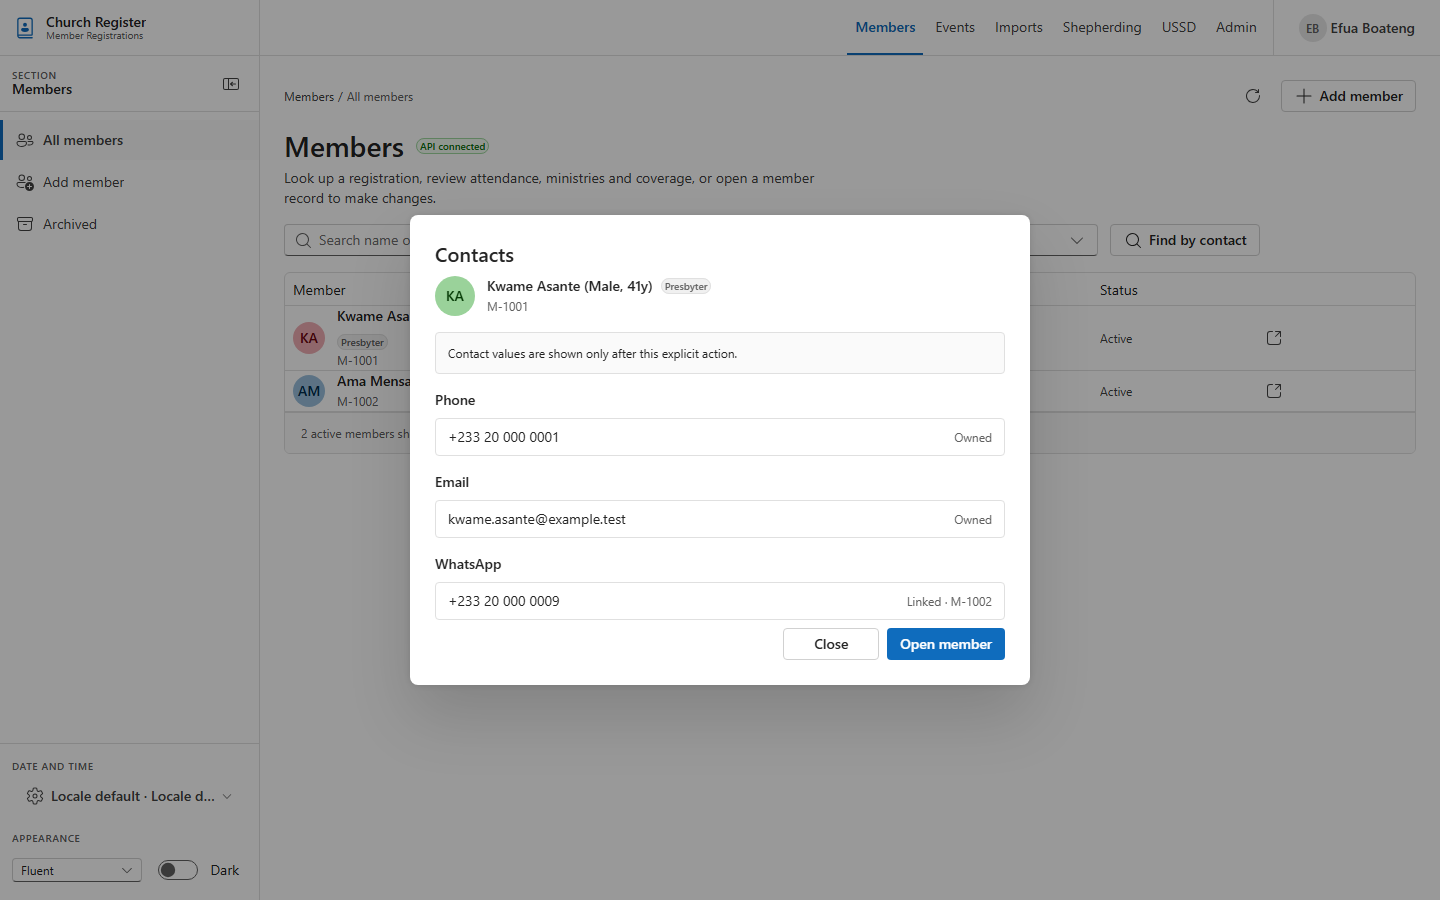 Church Register
Member Registrations
Members
Events
Imports
Shepherding
USSD
Admin
EB
Efua Boateng
SECTION
Members
All members
Add member
Archived
Members / All members
Add member
Members
API connected
Look up a registration, review attendance, ministries and coverage, or open a member
record to make changes.
Search name o
Find by contact
Member
Status
KA
Kwame Asa
Presbyter
M-1001
Active
AM
Ama Mensa
M-1002
Active
2 active members sh
Contacts
KA
Kwame Asante (Male, 41y)
Presbyter
M-1001
Contact values are shown only after this explicit action.
Phone
+233 20 000 0001
Owned
Email
kwame.asante@example.test
Owned
WhatsApp
+233 20 000 0009
Linked · M-1002
Close
Open member
DATE AND TIME
Locale default · Locale d...
APPEARANCE
Fluent
Dark